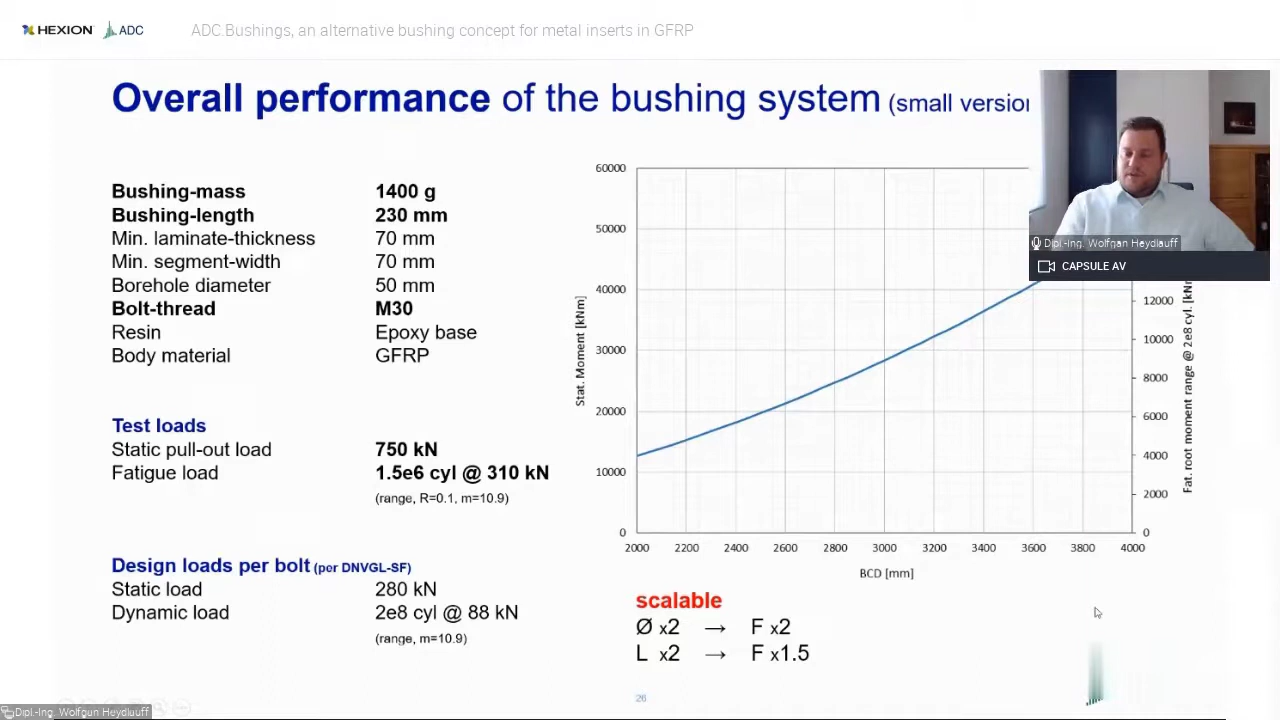 HEXION ADC ADC.Bushings, an alternative bushing concept for metal inserts in GFRP
Overall performance of the bushing system (small version
Bushing-mass 1400 g
Bushing-length 230 mm
Min. laminate-thickness 70 mm
Min. segment-width 70 mm
Borehole diameter 50 mm
Bolt-thread M30
Resin Epoxy base
Body material GFRP
Test loads
Static pull-out load 750 kN
Fatigue load 1.5e6 cyl @ 310 kN
(range, R=0.1, m=10.9)
Design loads per bolt (per DNVGL-SF)
Static load 280 kN
Dynamic load 2e8 cyl @ 88 kN
(range, m=10.9)
60000
50000
40000
30000
20000
10000
0
Stat. Moment [kNm]
12000
10000
8000
6000
4000
2000
0
Fat. root moment range @ 2e8 cyl. [kNm
2000 2200 2400 2600 2800 3000 3200 3400 3600 3800 4000
BCD [mm]
scalable
Ø x2 → F x2
L x2 → F x1.5
26
Dipl.-Ing. Wolfgan Heydlauff
CAPSULE AV
Dipl.-Ing. Wolfgun Heydlauff